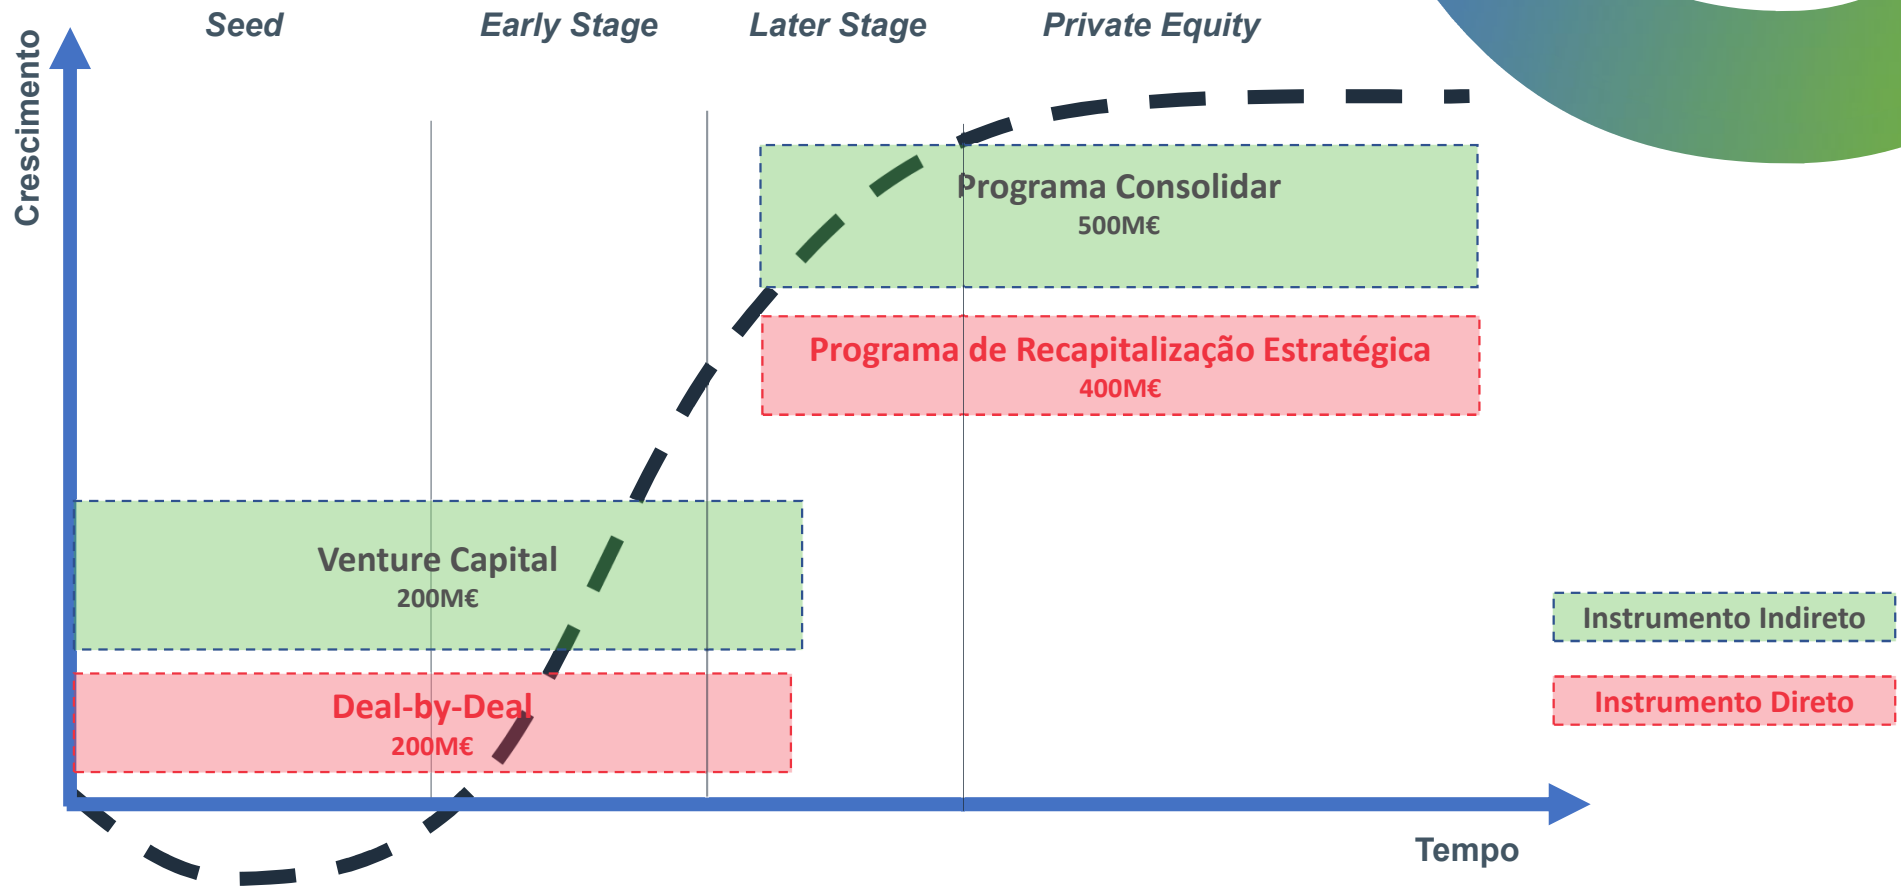 Seed
Early Stage
Later Stage
Private Equity
Crescimento
Programa Consolidar
500M€
Programa de Recapitalização Estratégica
400M€
Venture Capital
200M€
Deal-by-Deal
200M€
Instrumento Indireto
Instrumento Direto
Tempo